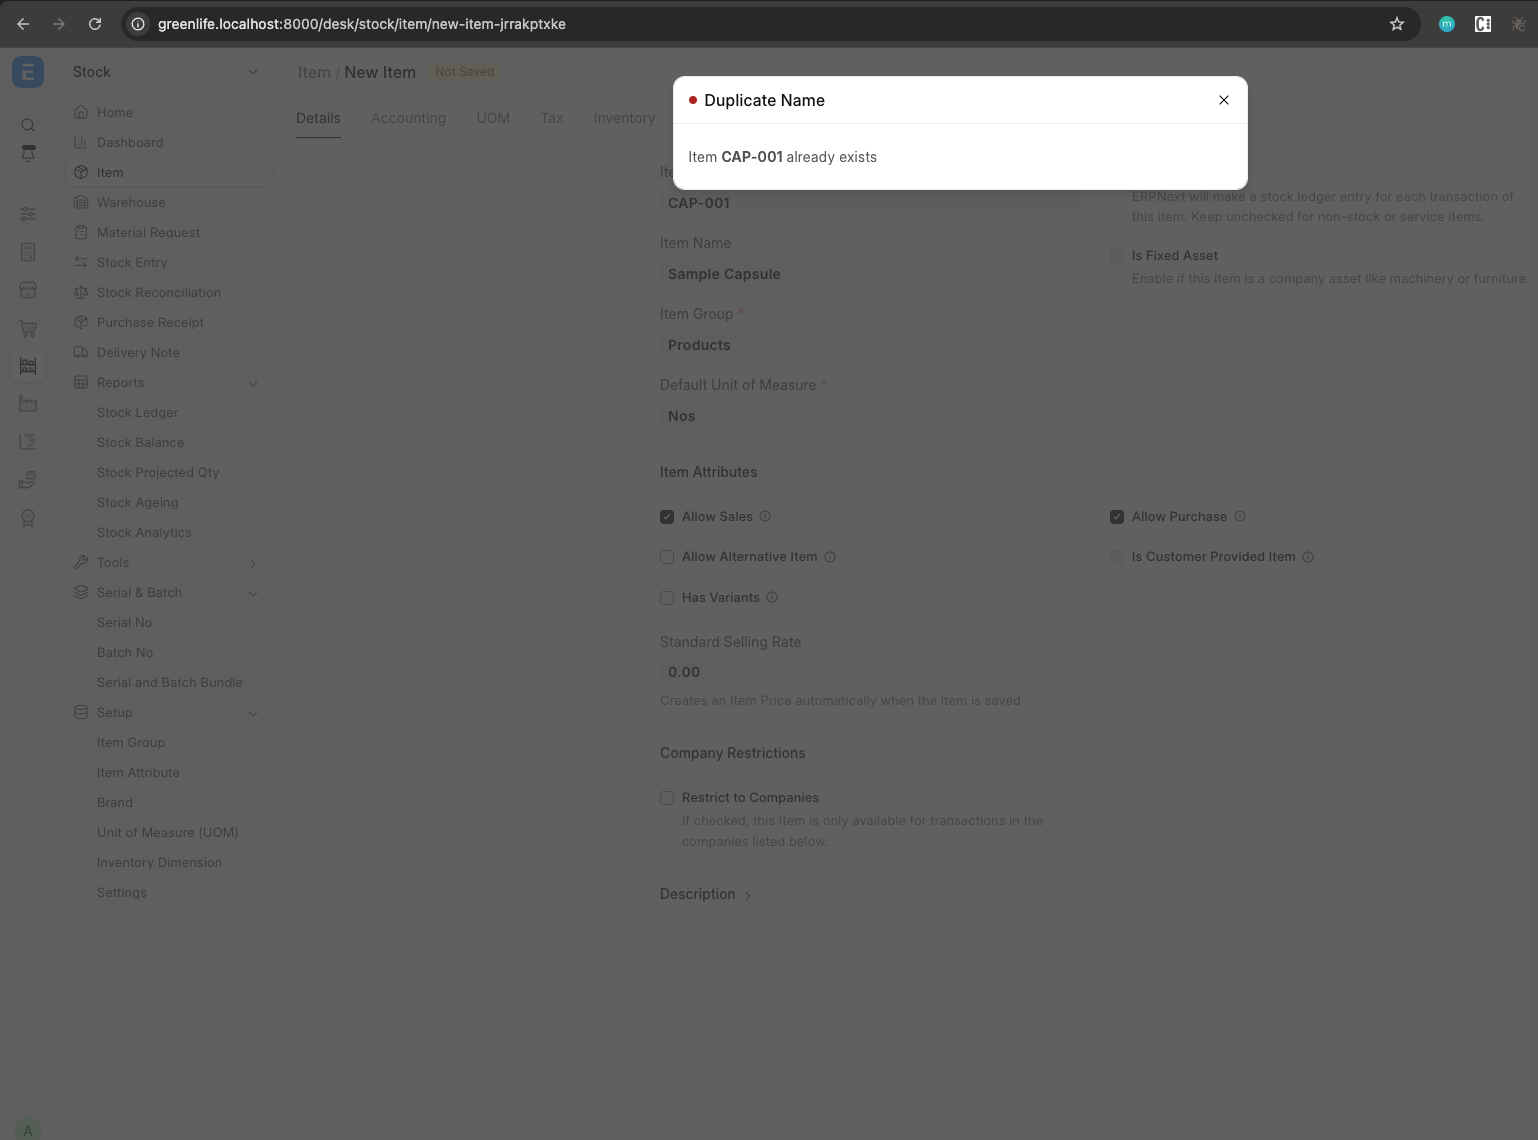 greenlife.localhost:8000/desk/stock/item/new-item-jrrakptxke
m
Stock
Item / New Item Not Saved
Duplicate Name
Item CAP-001 already exists
Home
Dashboard
Item
Warehouse
Material Request
Stock Entry
Stock Reconciliation
Purchase Receipt
Delivery Note
Reports
Stock Ledger
Stock Balance
Stock Projected Qty
Stock Ageing
Stock Analytics
Tools
Serial & Batch
Serial No
Batch No
Serial and Batch Bundle
Setup
Item Group
Item Attribute
Brand
Unit of Measure (UOM)
Inventory Dimension
Settings
A
Details Accounting UOM Tax Inventory
CAP-001
ERPNext will make a stock ledger entry for each transaction of
this item. Keep unchecked for non-stock or service items.
Item Name
Sample Capsule
Is Fixed Asset
Enable if this item is a company asset like machinery or furniture.
Item Group *
Products
Default Unit of Measure *
Nos
Item Attributes
Allow Sales
Allow Purchase
Allow Alternative Item
Is Customer Provided Item
Has Variants
Standard Selling Rate
0.00
Creates an Item Price automatically when the item is saved
Company Restrictions
Restrict to Companies
If checked, this Item is only available for transactions in the
companies listed below.
Description